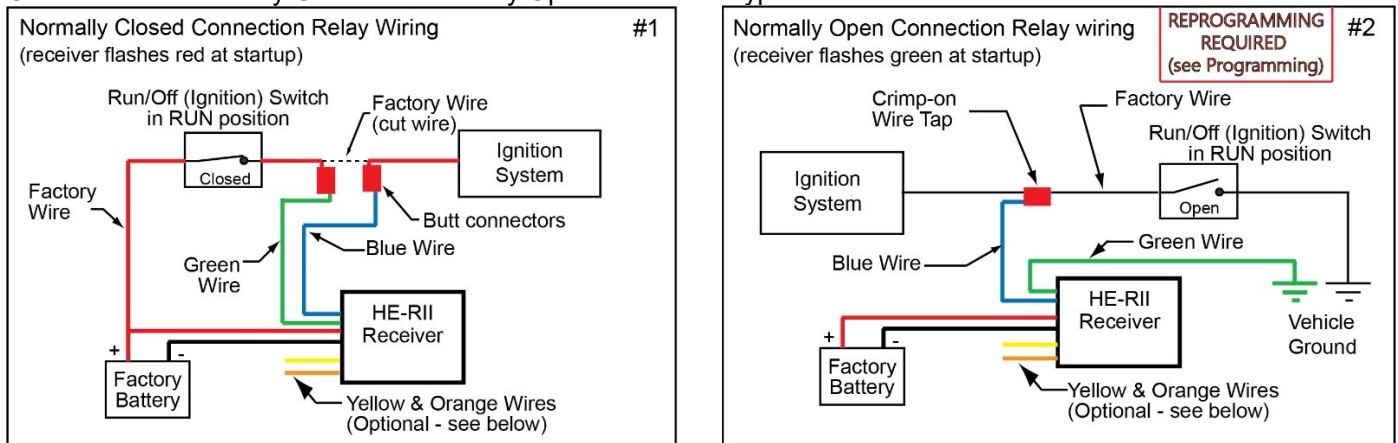 Normally Closed Connection Relay Wiring
#1
(receiver flashes red at startup)
Run/Off (Ignition) Switch
in RUN position
Factory Wire
(cut wire)
Ignition
System
Closed
Factory
Wire
Butt connectors
Blue Wire
Green
Wire
HE-RII
Receiver
+
-
Factory
Battery
Yellow & Orange Wires
(Optional - see below)
Normally Open Connection Relay wiring
REPROGRAMMING
REQUIRED
(see Programming)
#2
(receiver flashes green at startup)
Crimp-on
Wire Tap
Factory Wire
Run/Off (Ignition) Switch
in RUN position
Ignition
System
Open
Green Wire
Blue Wire
HE-RII
Receiver
Vehicle
Ground
+
-
Factory
Battery
Yellow & Orange Wires
(Optional - see below)